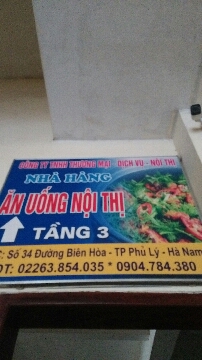 CÔNG TY TNHH THƯƠNG MẠI - DỊCH VỤ - NỘI THỊ
NHÀ HÀNG
ĂN UỐNG NỘI THỊ
TẦNG 3
C: Số 34 Đường Biên Hòa - TP Phủ Lý - Hà Nam
ĐT: 02263.854.035 * 0904.784.380